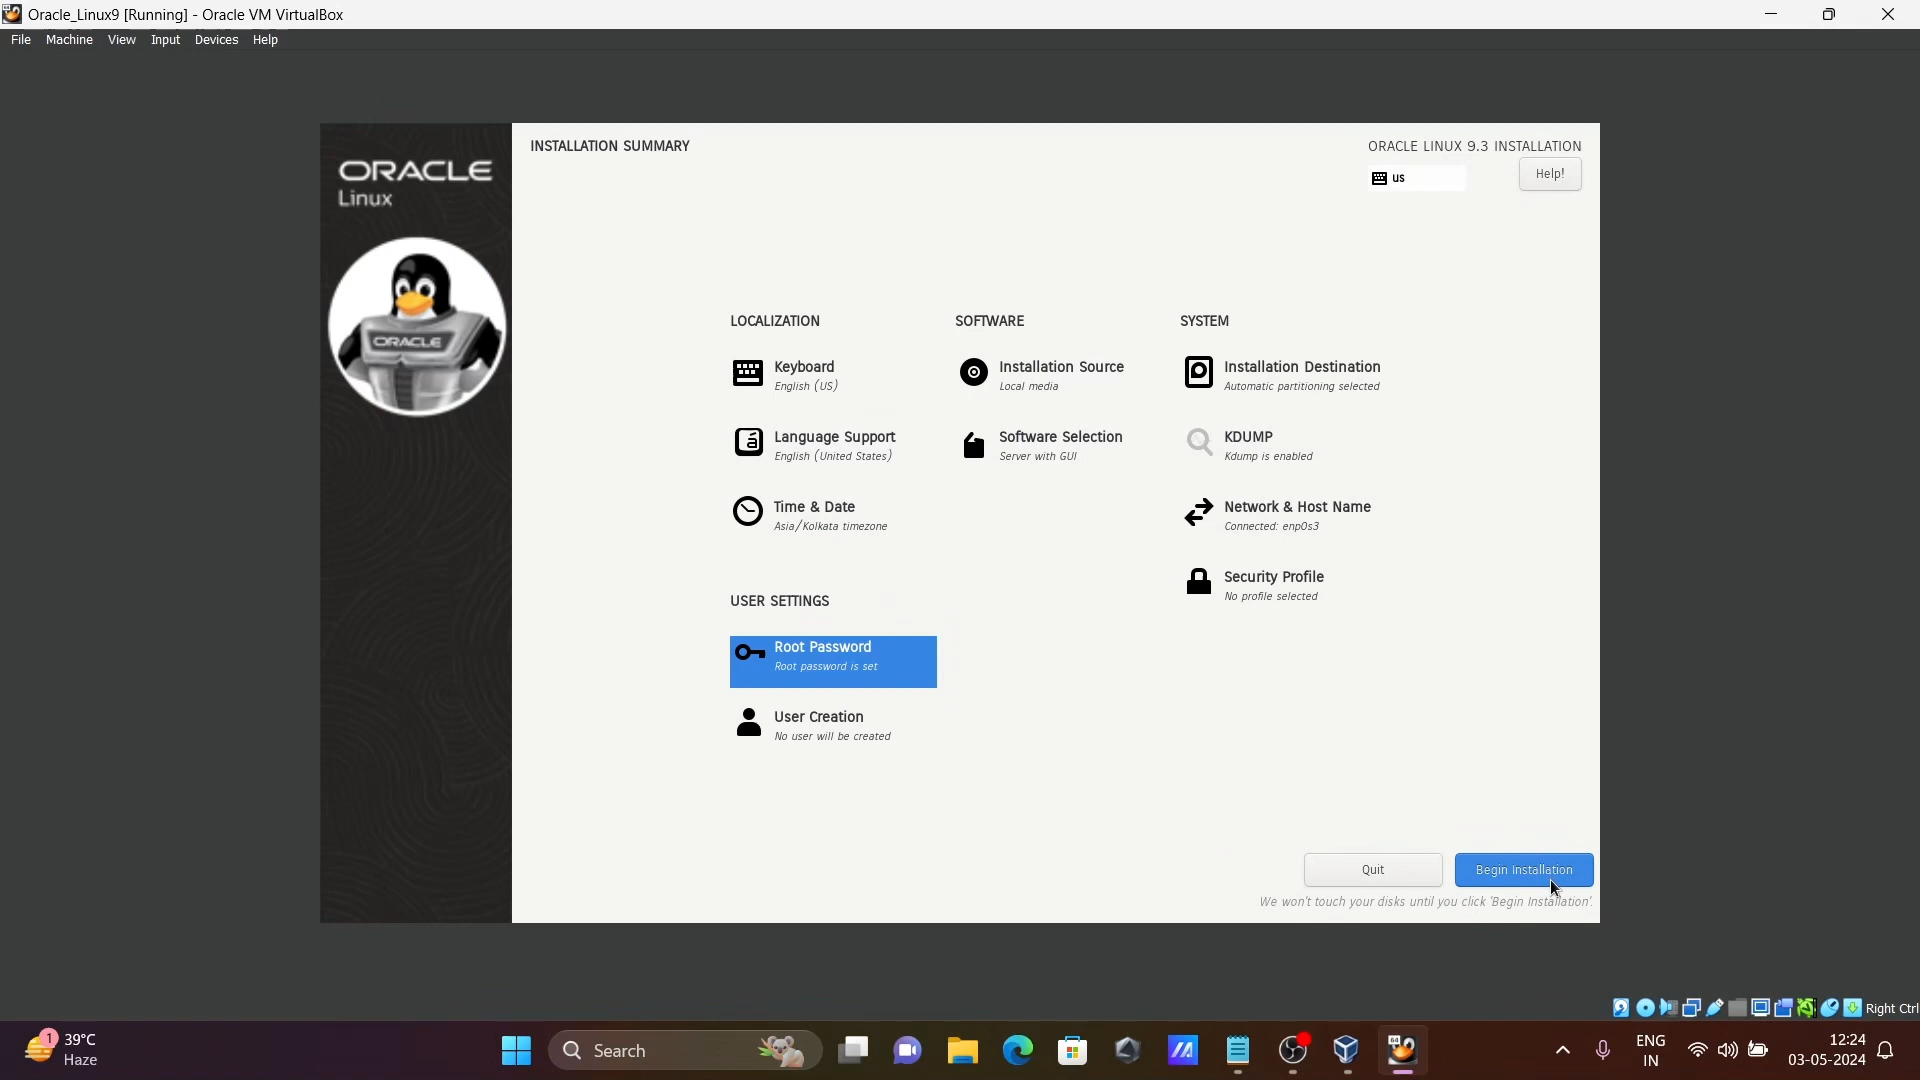 Oracle_Linux9 [Running] - Oracle VM VirtualBox
File Machine View Input Devices Help
ORACLE
Linux
ORACLE
INSTALLATION SUMMARY
ORACLE LINUX 9.3 INSTALLATION
us
Help!
LOCALIZATION
Keyboard
English (US)
Language Support
English (United States)
Time & Date
Asia/Kolkata timezone
SOFTWARE
Installation Source
Local media
Software Selection
Server with GUI
SYSTEM
Installation Destination
Automatic partitioning selected
KDUMP
Kdump is enabled
Network & Host Name
Connected: enp0s3
Security Profile
No profile selected
USER SETTINGS
Root Password
Root password is set
User Creation
No user will be created
Quit
Begin Installation
We won't touch your disks until you click 'Begin Installation'.
Right Ctrl
1
39°C
Haze
Search
64
ENG
IN
12:24
03-05-2024